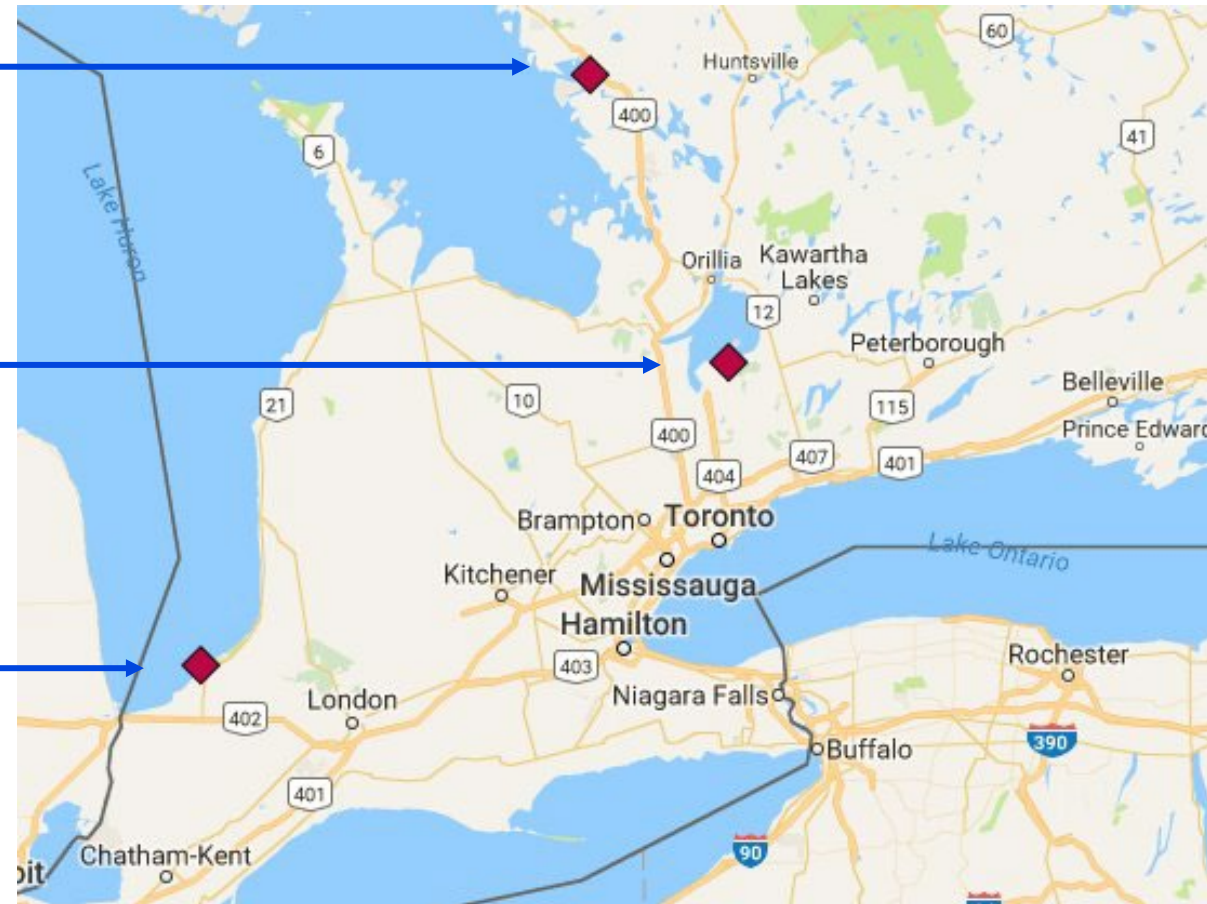 60
Huntsville
400
41
6
Lake Huron
Orillia
Kawartha
Lakes
12
Peterborough
Belleville
21
10
115
Prince Edward
400
407
401
404
Brampton
Toronto
Lake Ontario
Kitchener
Mississauga
Hamilton
403
Rochester
London
Niagara Falls
402
390
Buffalo
401
90
Chatham-Kent
oit